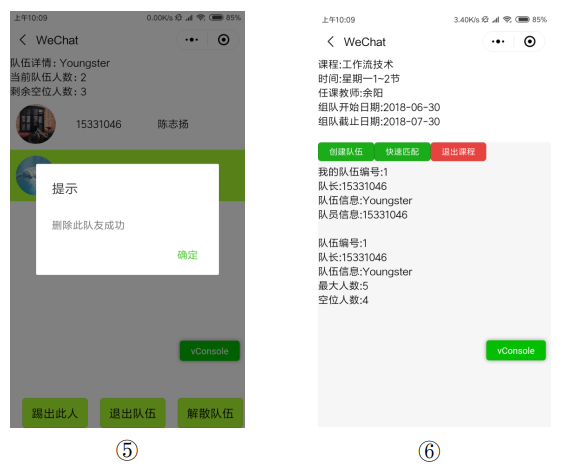 上午10:09
0.00K/s
85%
WeChat
队伍详情: Youngster
当前队伍人数: 2
剩余空位人数: 3
15331046
陈志扬
提示
删除此队友成功
确定
vConsole
踢出此人
退出队伍
解散队伍
⑤
上午10:09
3.40K/s
85%
WeChat
课程:工作流技术
时间:星期一1~2节
任课教师:余阳
组队开始日期:2018-06-30
组队截止日期:2018-07-30
创建队伍
快速匹配
退出课程
我的队伍编号:1
队长:15331046
队伍信息:Youngster
队员信息:15331046
队伍编号:1
队长:15331046
队伍信息:Youngster
最大人数:5
空位人数:4
vConsole
⑥